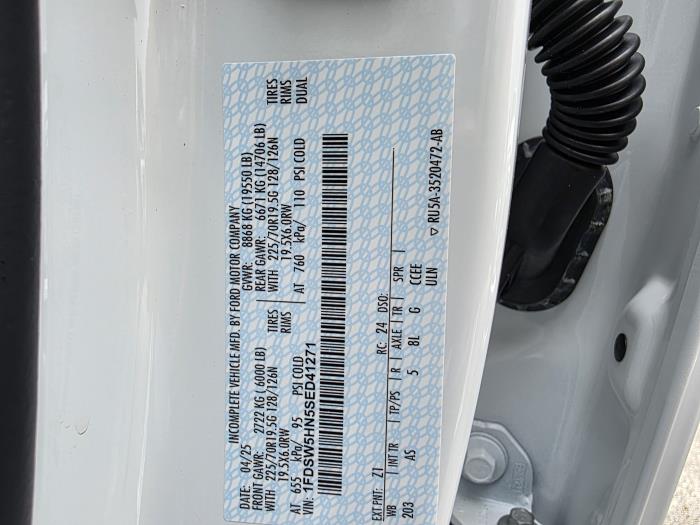 INCOMPLETE VEHICLE MFD. BY FORD MOTOR COMPANY
DATE: 04/25 GVWR: 8868 KG (19550 LB)
FRONT GAWR: 2722 KG ( 6000 LB) REAR GAWR: 6671 KG (14706 LB)
WITH 225/70R19.5G 128/126N TIRES WITH 225/70R19.5G 128/126N TIRES
19.5X6.0RW RIMS 19.5X6.0RW RIMS
AT 655 kPa/ 95 PSI COLD AT 760 kPa/ 110 PSI COLD DUAL
VIN: 1FDSW5HN5SED41271
EXT PNT: Z1 RC: 24 DSO:
WB INT TR TP/PS R AXLE TR SPR
203 AS 5 8L G CCEE
ULN
▽ RU5A-3520472-AB